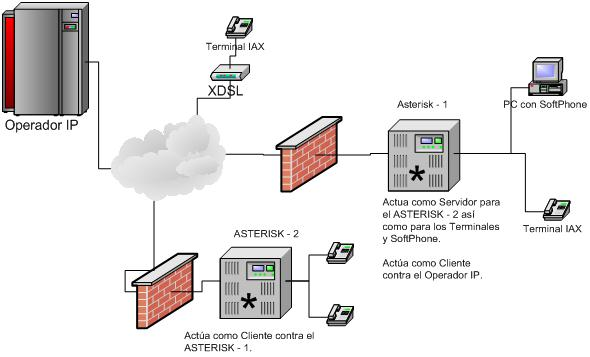 Terminal IAX
XDSL
Operador IP
Asterisk - 1
PC con SoftPhone
*
Actua como Servidor para
el ASTERISK - 2 así
como para los Terminales
y SoftPhone.
Terminal IAX
Actúa como Cliente
contra el Operador IP.
ASTERISK - 2
*
Actúa como Cliente contra el
ASTERISK - 1.